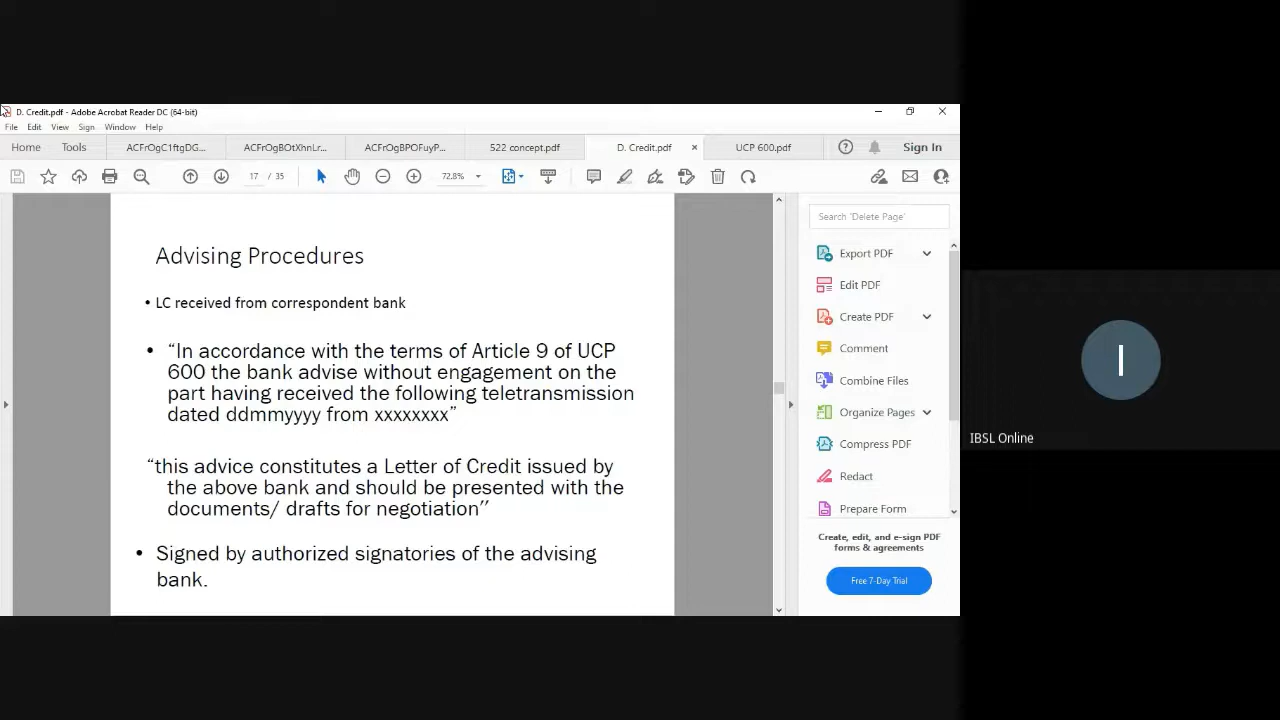 D. Credit.pdf - Adobe Acrobat Reader DC (64-bit)
File Edit View Sign Window Help
Home Tools ACFrOgC1ftgDG... ACFrOgBOtXhnLr... ACFrOgBPOFuyP... 522 concept.pdf D. Credit.pdf × UCP 600.pdf Sign In
17 / 35 72.8%
Advising Procedures
• LC received from correspondent bank
• “In accordance with the terms of Article 9 of UCP
600 the bank advise without engagement on the
part having received the following teletransmission
dated ddmmyyyy from xxxxxxxx”
“this advice constitutes a Letter of Credit issued by
the above bank and should be presented with the
documents/ drafts for negotiation”
• Signed by authorized signatories of the advising
bank.
Search 'Delete Page'
Export PDF
Edit PDF
Create PDF
Comment
Combine Files
Organize Pages
Compress PDF
Redact
Prepare Form
Create, edit, and e-sign PDF
forms & agreements
Free 7-Day Trial
I
IBSL Online